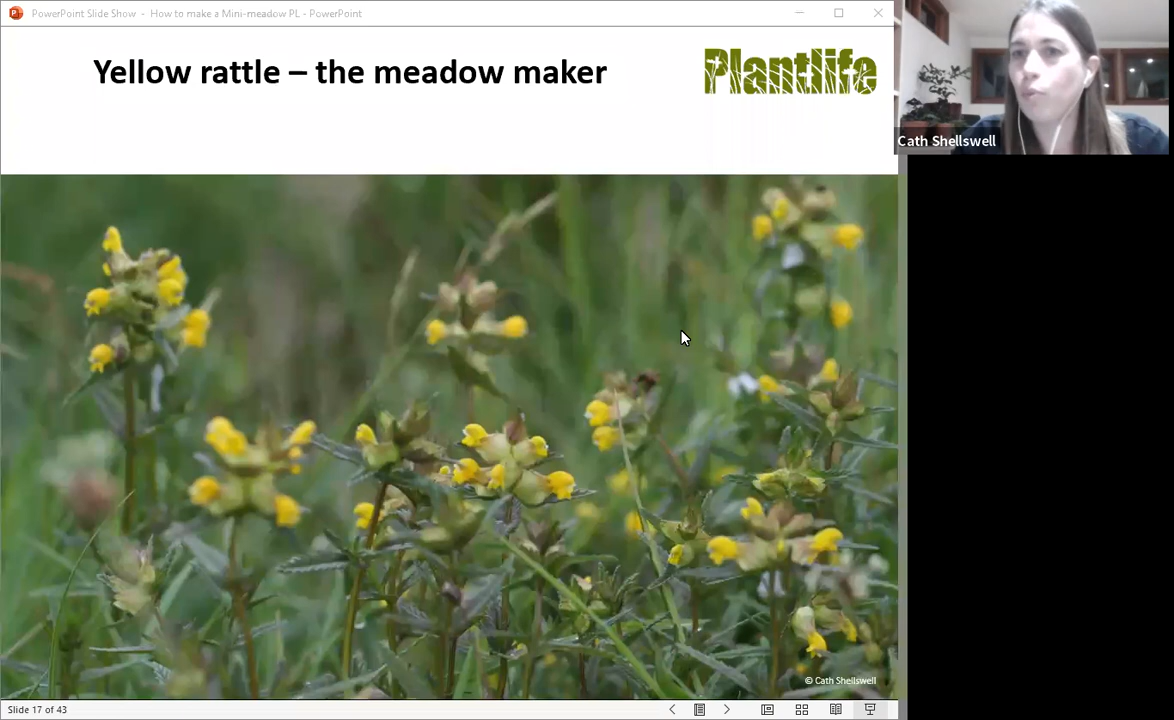 PowerPoint Slide Show - How to make a Mini-meadow PL - PowerPoint
Yellow rattle – the meadow maker
Plantlife
Cath Shellswell
© Cath Shellswell
Slide 17 of 43